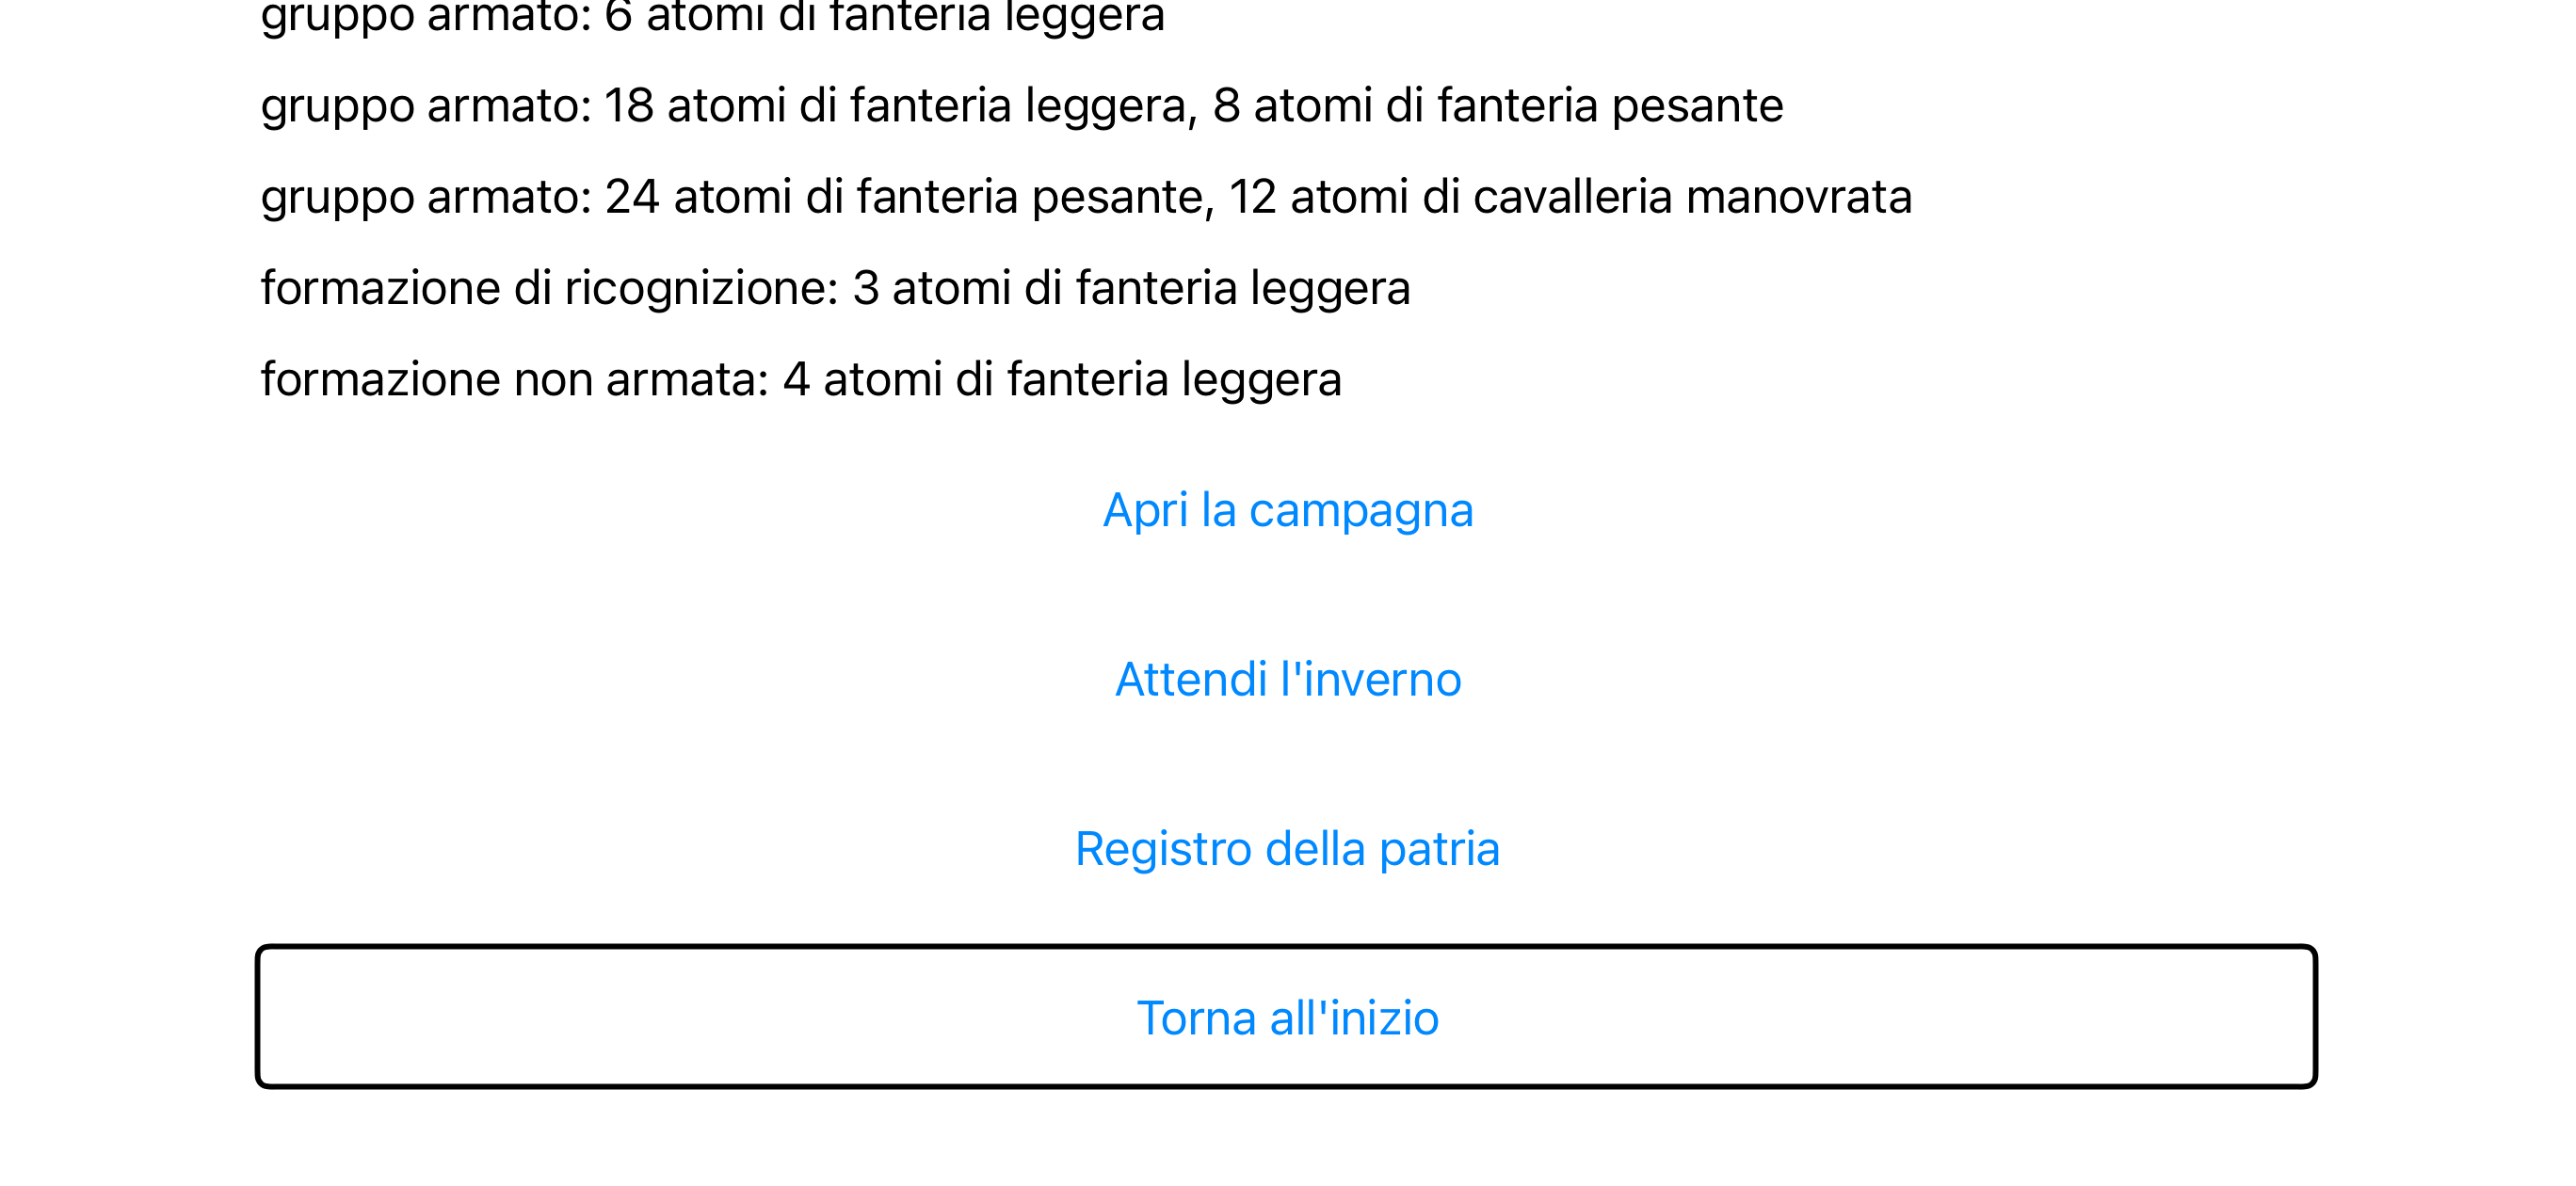 gruppo armato: 6 atomi di fanteria leggera
gruppo armato: 18 atomi di fanteria leggera, 8 atomi di fanteria pesante
gruppo armato: 24 atomi di fanteria pesante, 12 atomi di cavalleria manovrata
formazione di ricognizione: 3 atomi di fanteria leggera
formazione non armata: 4 atomi di fanteria leggera
Apri la campagna
Attendi l'inverno
Registro della patria
Torna all'inizio